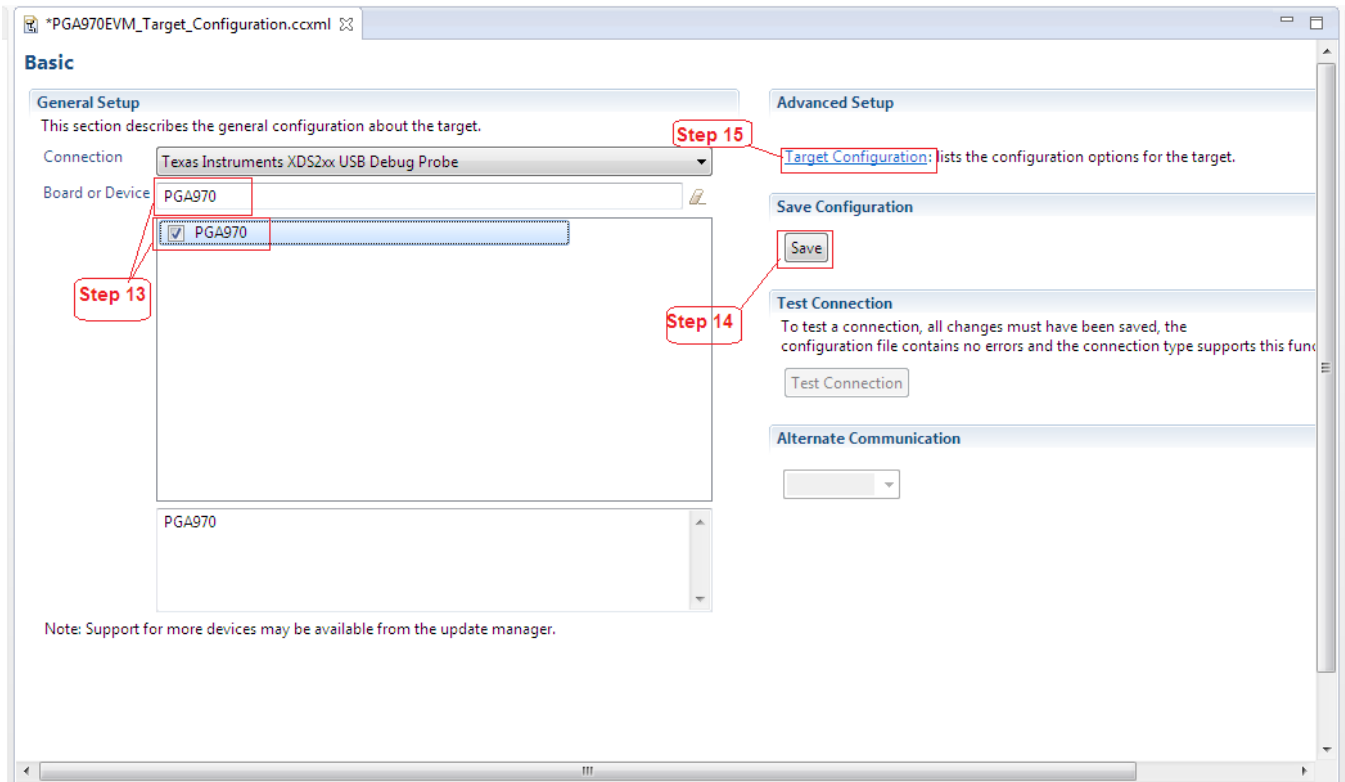 *PGA970EVM_Target_Configuration.ccxml
Basic
General Setup
This section describes the general configuration about the target.
Connection
Texas Instruments XDS2xx USB Debug Probe
Board or Device
PGA970
PGA970
Step 13
PGA970
Note: Support for more devices may be available from the update manager.
Advanced Setup
Step 15
Target Configuration: lists the configuration options for the target.
Save Configuration
Save
Step 14
Test Connection
To test a connection, all changes must have been saved, the
configuration file contains no errors and the connection type supports this func
Test Connection
Alternate Communication